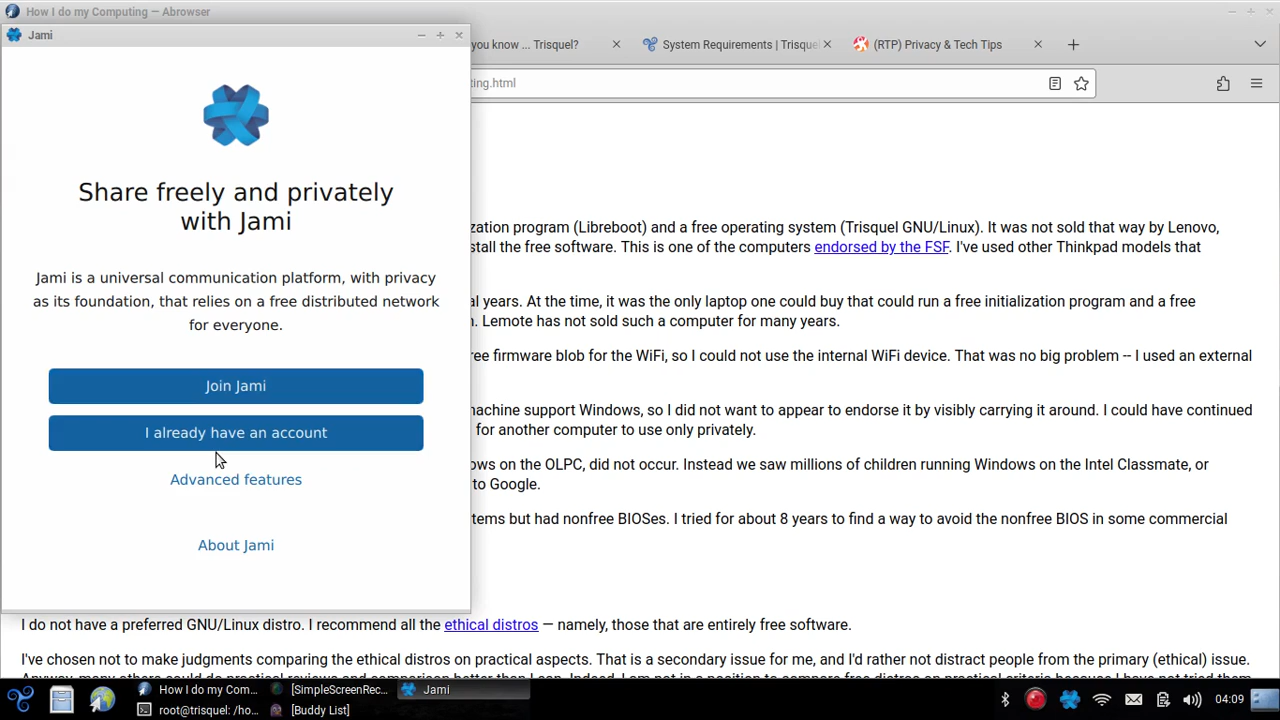 How I do my Computing — Abrowser
Jami
you know ... Trisquel?
System Requirements | Trisquel
(RTP) Privacy & Tech Tips
ting.html
Share freely and privately
with Jami
Jami is a universal communication platform, with privacy
as its foundation, that relies on a free distributed network
for everyone.
Join Jami
I already have an account
Advanced features
About Jami
zation program (Libreboot) and a free operating system (Trisquel GNU/Linux). It was not sold that way by Lenovo,
stall the free software. This is one of the computers endorsed by the FSF. I've used other Thinkpad models that
al years. At the time, it was the only laptop one could buy that could run a free initialization program and a free
. Lemote has not sold such a computer for many years.
ree firmware blob for the WiFi, so I could not use the internal WiFi device. That was no big problem -- I used an external
machine support Windows, so I did not want to appear to endorse it by visibly carrying it around. I could have continued
for another computer to use only privately.
ows on the OLPC, did not occur. Instead we saw millions of children running Windows on the Intel Classmate, or
to Google.
tems but had nonfree BIOSes. I tried for about 8 years to find a way to avoid the nonfree BIOS in some commercial
I do not have a preferred GNU/Linux distro. I recommend all the ethical distros — namely, those that are entirely free software.
I've chosen not to make judgments comparing the ethical distros on practical aspects. That is a secondary issue for me, and I'd rather not distract people from the primary (ethical) issue.
How I do my Com...
[SimpleScreenRec...
Jami
root@trisquel: /ho...
[Buddy List]
04:09